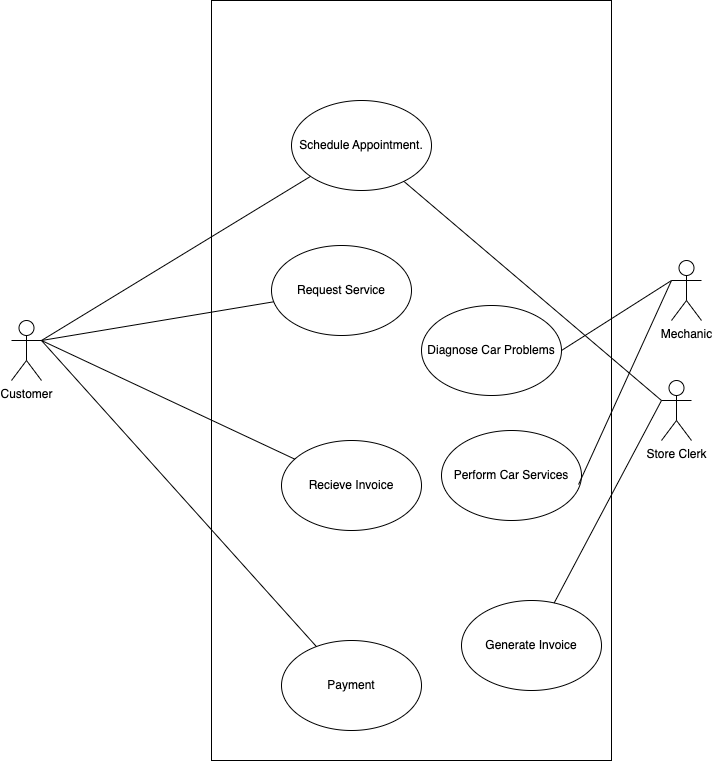 Schedule Appointment.
Request Service
Mechanic
Diagnose Car Problems
Customer
Store Clerk
Perform Car Services
Recieve Invoice
Generate Invoice
Payment